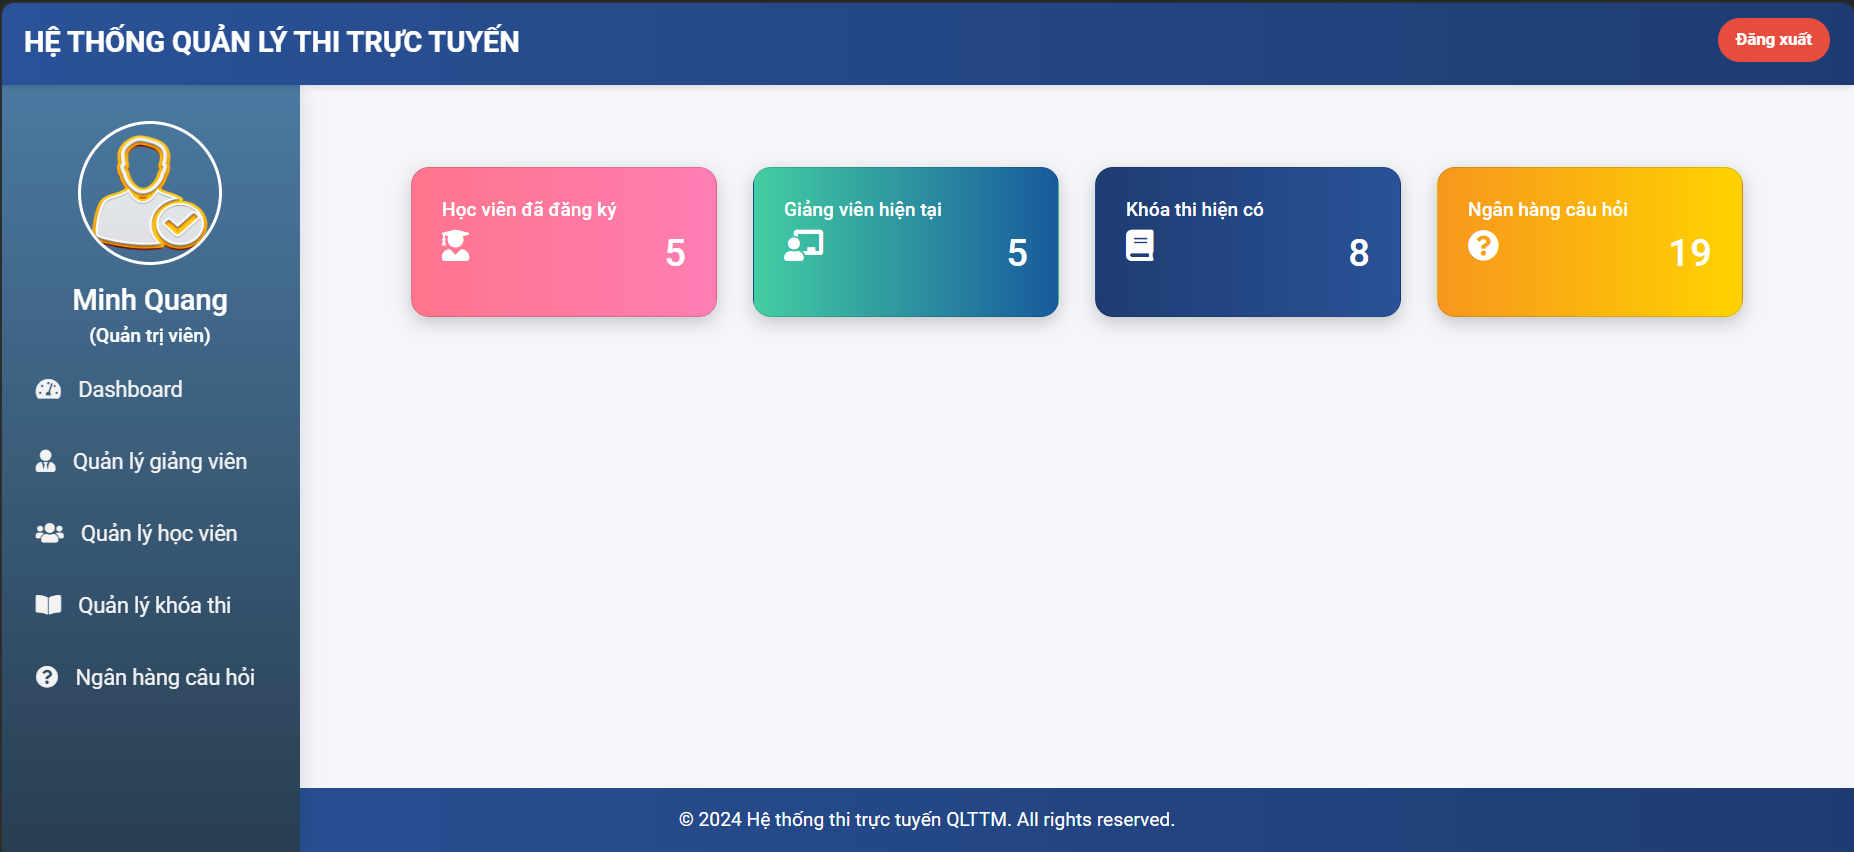 HỆ THỐNG QUẢN LÝ THI TRỰC TUYẾN
Đăng xuất
Minh Quang
(Quản trị viên)
Dashboard
Quản lý giảng viên
Quản lý học viên
Quản lý khóa thi
Ngân hàng câu hỏi
Học viên đã đăng ký
5
Giảng viên hiện tại
5
Khóa thi hiện có
8
Ngân hàng câu hỏi
19
© 2024 Hệ thống thi trực tuyến QLTTM. All rights reserved.